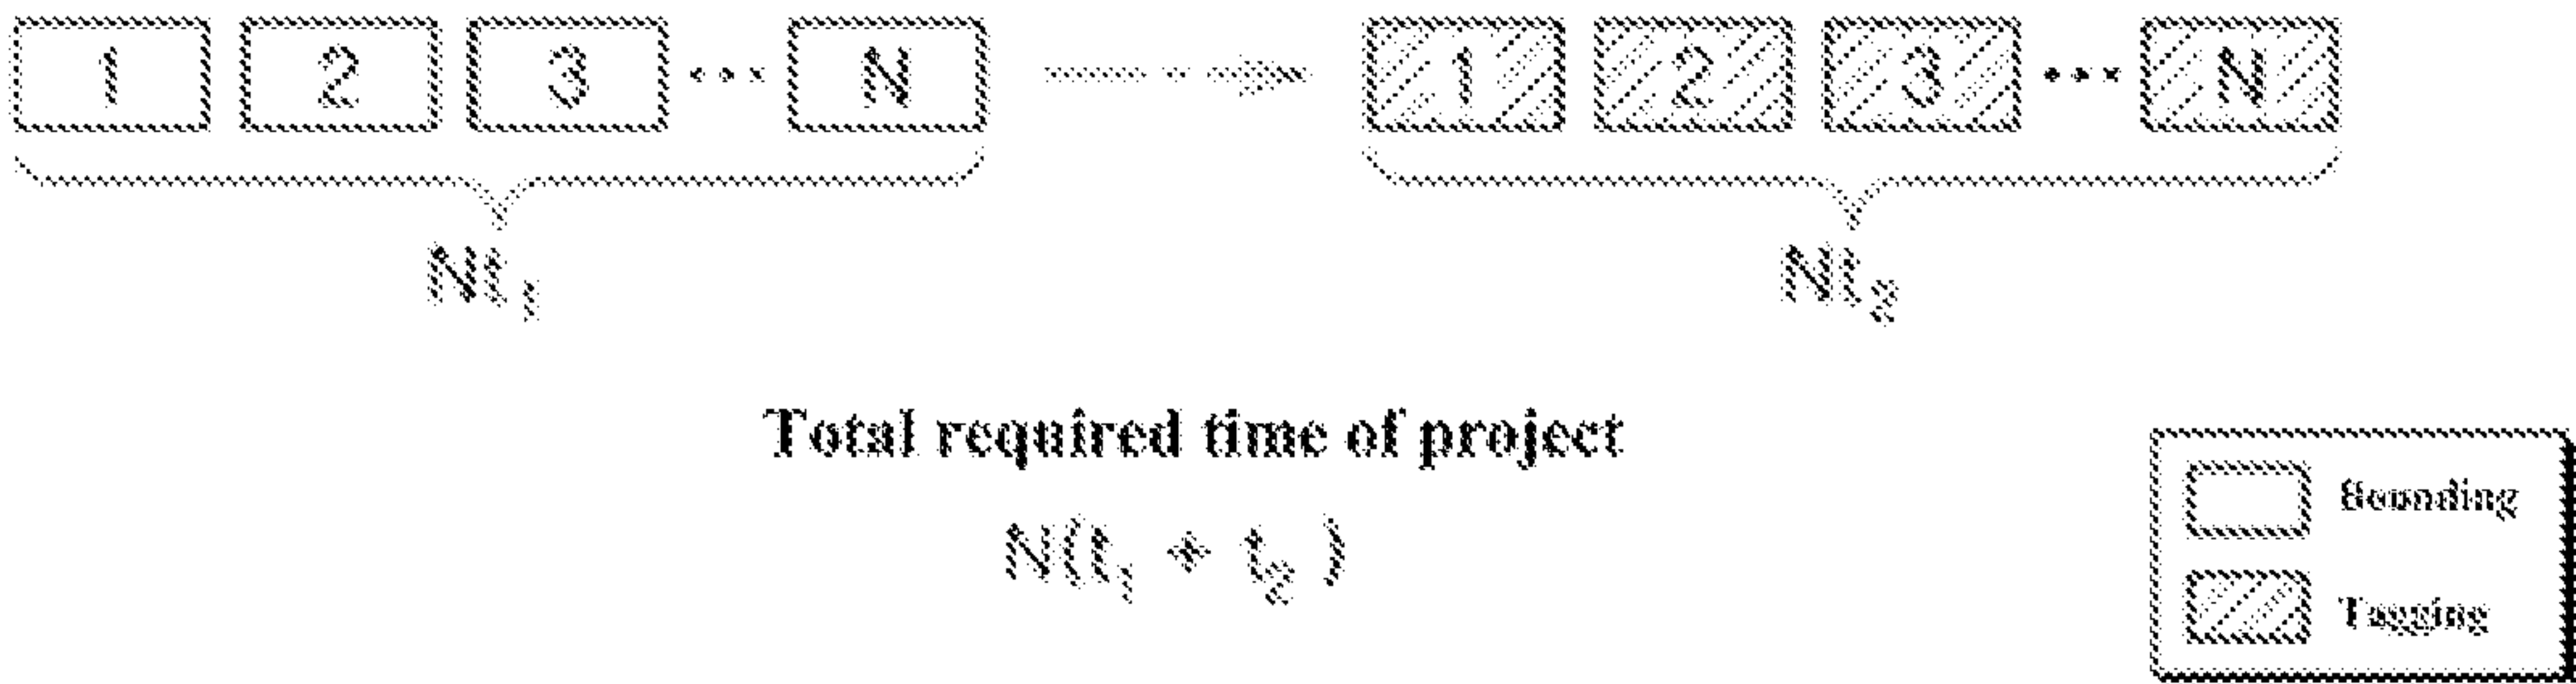 1 2 3 ··· N 1 2 3 ··· N
Nt₁ Nt₂
Total required time of project
N(t₁ + t₂ )
Bounding
Tagging